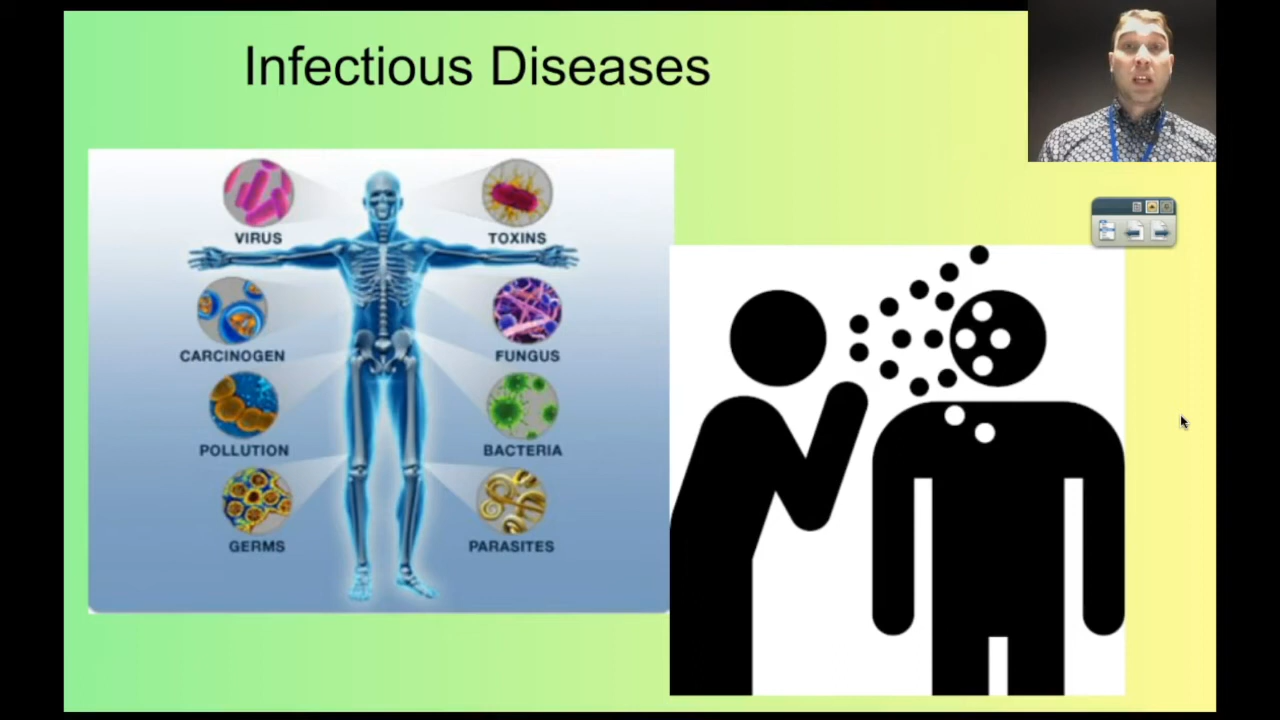 Infectious Diseases
VIRUS
TOXINS
CARCINOGEN
FUNGUS
POLLUTION
BACTERIA
GERMS
PARASITES